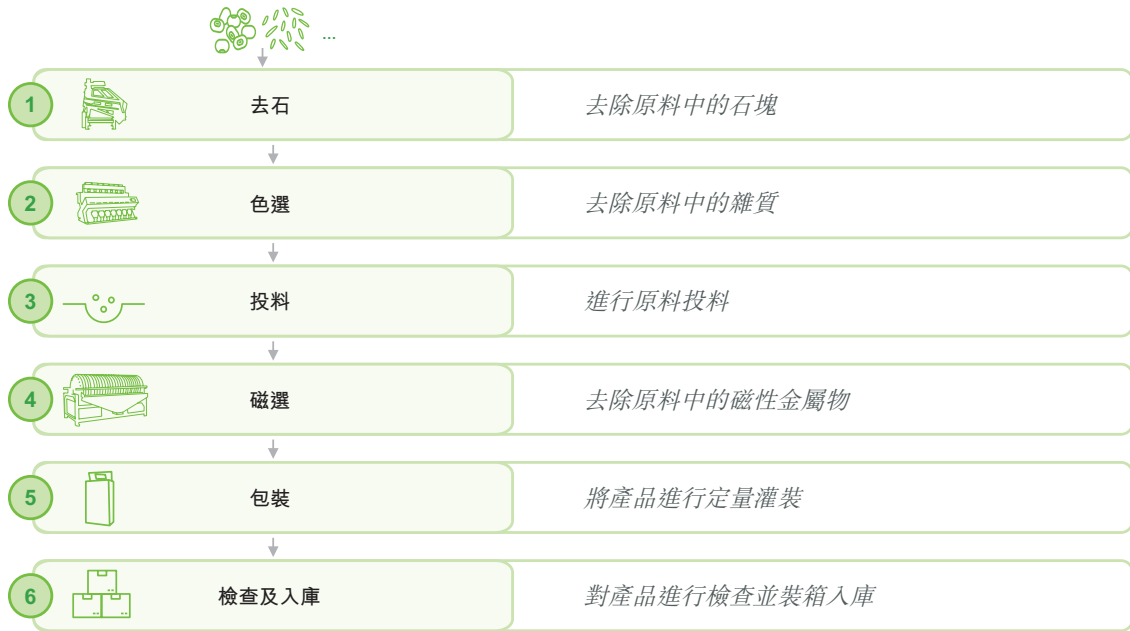 ...
1 去石 去除原料中的石塊
2 色選 去除原料中的雜質
3 投料 進行原料投料
4 磁選 去除原料中的磁性金屬物
5 包裝 將產品進行定量灌裝
6 檢查及入庫 對產品進行檢查並裝箱入庫